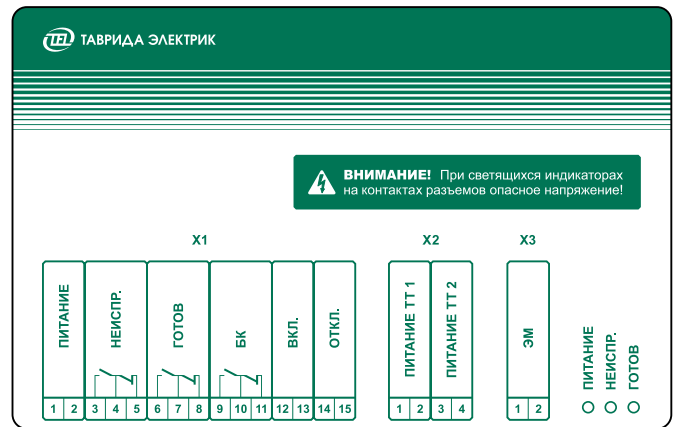 TEL ТАВРИДА ЭЛЕКТРИК
ВНИМАНИЕ! При светящихся индикаторах
на контактах разъемов опасное напряжение!
X1
X2
X3
ПИТАНИЕ
НЕИСПР.
ГОТОВ
БК
ВКЛ.
ОТКЛ.
ПИТАНИЕ ТТ 1
ПИТАНИЕ ТТ 2
ЭМ
ПИТАНИЕ
НЕИСПР.
ГОТОВ
1 2 3 4 5 6 7 8 9 10 11 12 13 14 15
1 2 3 4
1 2